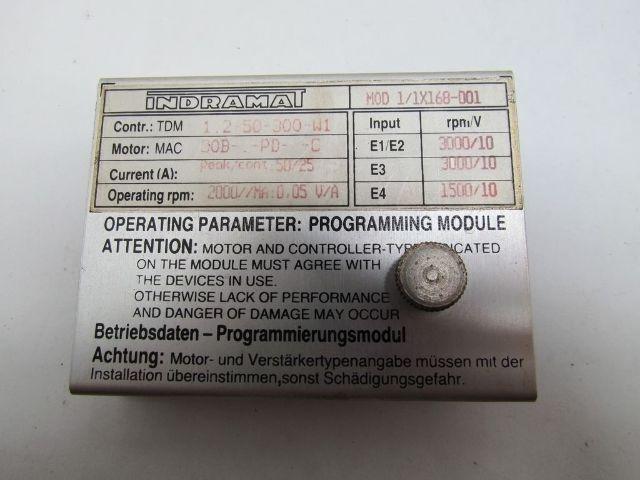 INDRAMAT MOD 1/1X168-001
Contr.: TDM 1.2-50-300-W1
Motor: MAC
Current (A): Peak/cont.50/25
Operating rpm: 2000//MA:0.05 V/A
Input rpm/V
E1/E2 3000/10
E3 3000/10
E4 1500/10
OPERATING PARAMETER: PROGRAMMING MODULE
ATTENTION: MOTOR AND CONTROLLER-TYP
ON THE MODULE MUST AGREE WITH
THE DEVICES IN USE.
OTHERWISE LACK OF PERFORMANCE
AND DANGER OF DAMAGE MAY OCCUR
Betriebsdaten – Programmierungsmodul
Achtung: Motor- und Verstärkertypenangabe müssen mit der
Installation übereinstimmen,sonst Schädigungsgefahr.